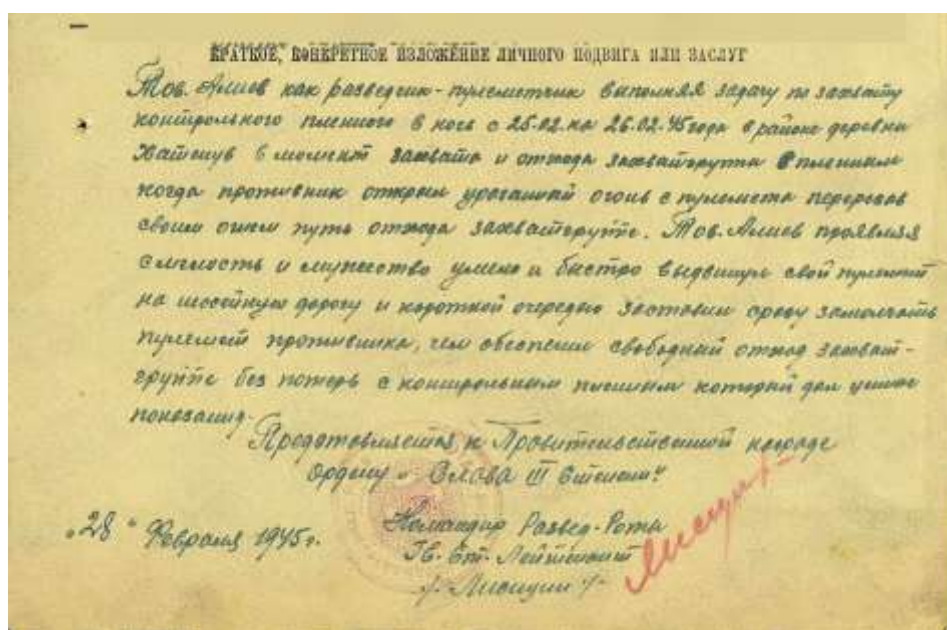 КРАТКОЕ, КОНКРЕТНОЕ ИЗЛОЖЕНИЕ ЛИЧНОГО ПОДВИГА ИЛИ ЗАСЛУГ
Тов. Алиев как разведчик-пулеметчик выполняя задачу по захвату
контрольного пленного в ночь с 25.02. на 26.02.45 года в районе деревни
в момент захвата и отхода захватгруппы с пленным
когда противник открыл ураганный огонь с пулемета перерезав
своим огнем путь отхода захватгруппе. Тов. Алиев проявляя
смелость и мужество умело и быстро выдвинул свой пулемет
на шоссейную дорогу и короткой очередью заставил сразу замолчать
пулемет противника, чем обеспечил свободный отход захват-
группе без потерь с контрольным пленным который дал ценные
показания.
Представляется к Правительственной награде
ордену "Слава III Степени"
"28" Февраля 1945 г.
Командир Развед-Роты
Гв. Ст. Лейтенант
/-Лисицин-/